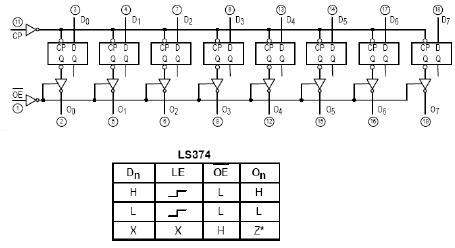 3 4 7 8 13 14 17 18
11 D0 D1 D2 D3 D4 D5 D6 D7
CP
CP D CP D CP D CP D CP D CP D CP D CP D
Q Q Q Q Q Q Q Q Q Q Q Q Q Q Q Q
OE
1 O0 O1 O2 O3 O4 O5 O6 O7
2 5 6 9 12 15 16 19
LS374
Dn LE OE On
H L H
L L L
X X H Z*